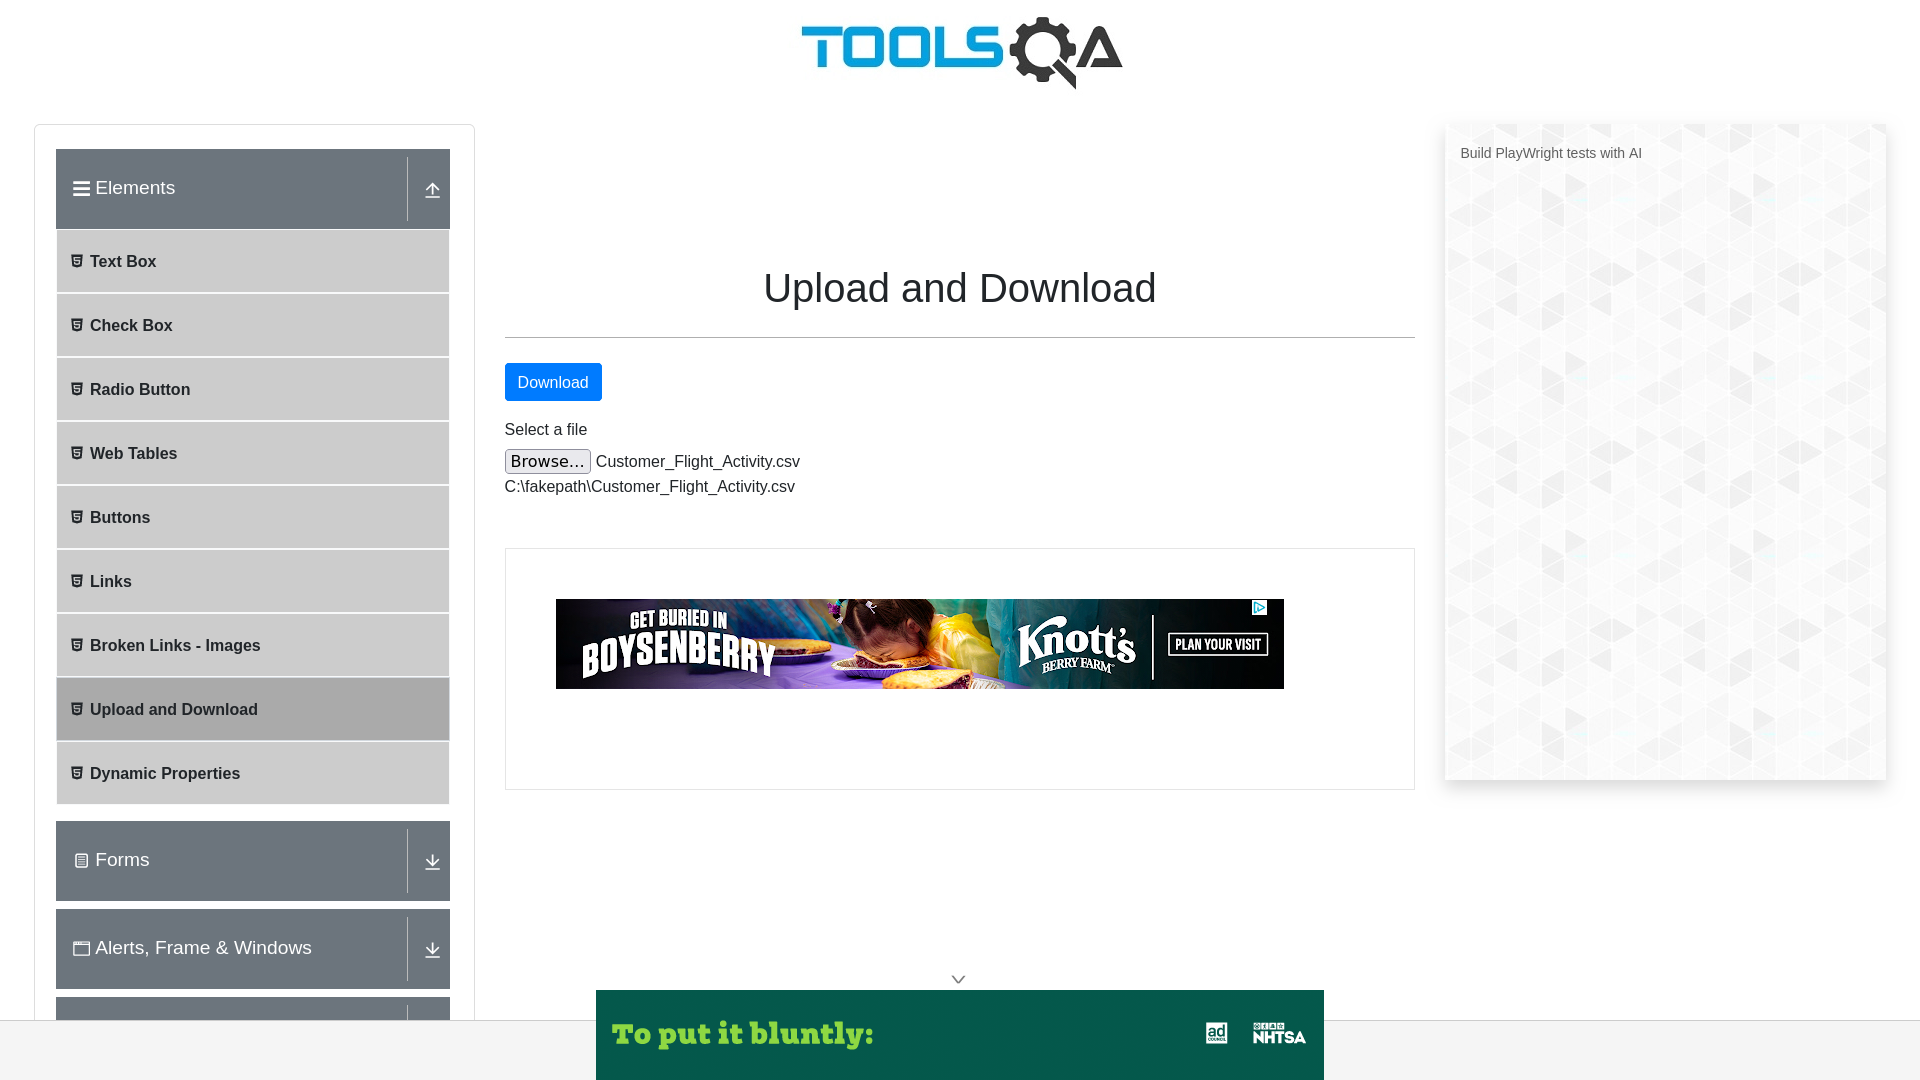 TOOLSQA
Elements
Text Box
Check Box
Radio Button
Web Tables
Buttons
Links
Broken Links - Images
Upload and Download
Dynamic Properties
Forms
Alerts, Frame & Windows
Upload and Download
Download
Select a file
Browse... Customer_Flight_Activity.csv
C:\fakepath\Customer_Flight_Activity.csv
GET BURIED IN
BOYSENBERRY
Knott's
BERRY FARM
PLAN YOUR VISIT
Build PlayWright tests with AI
To put it bluntly:
ad
COUNCIL
NHTSA